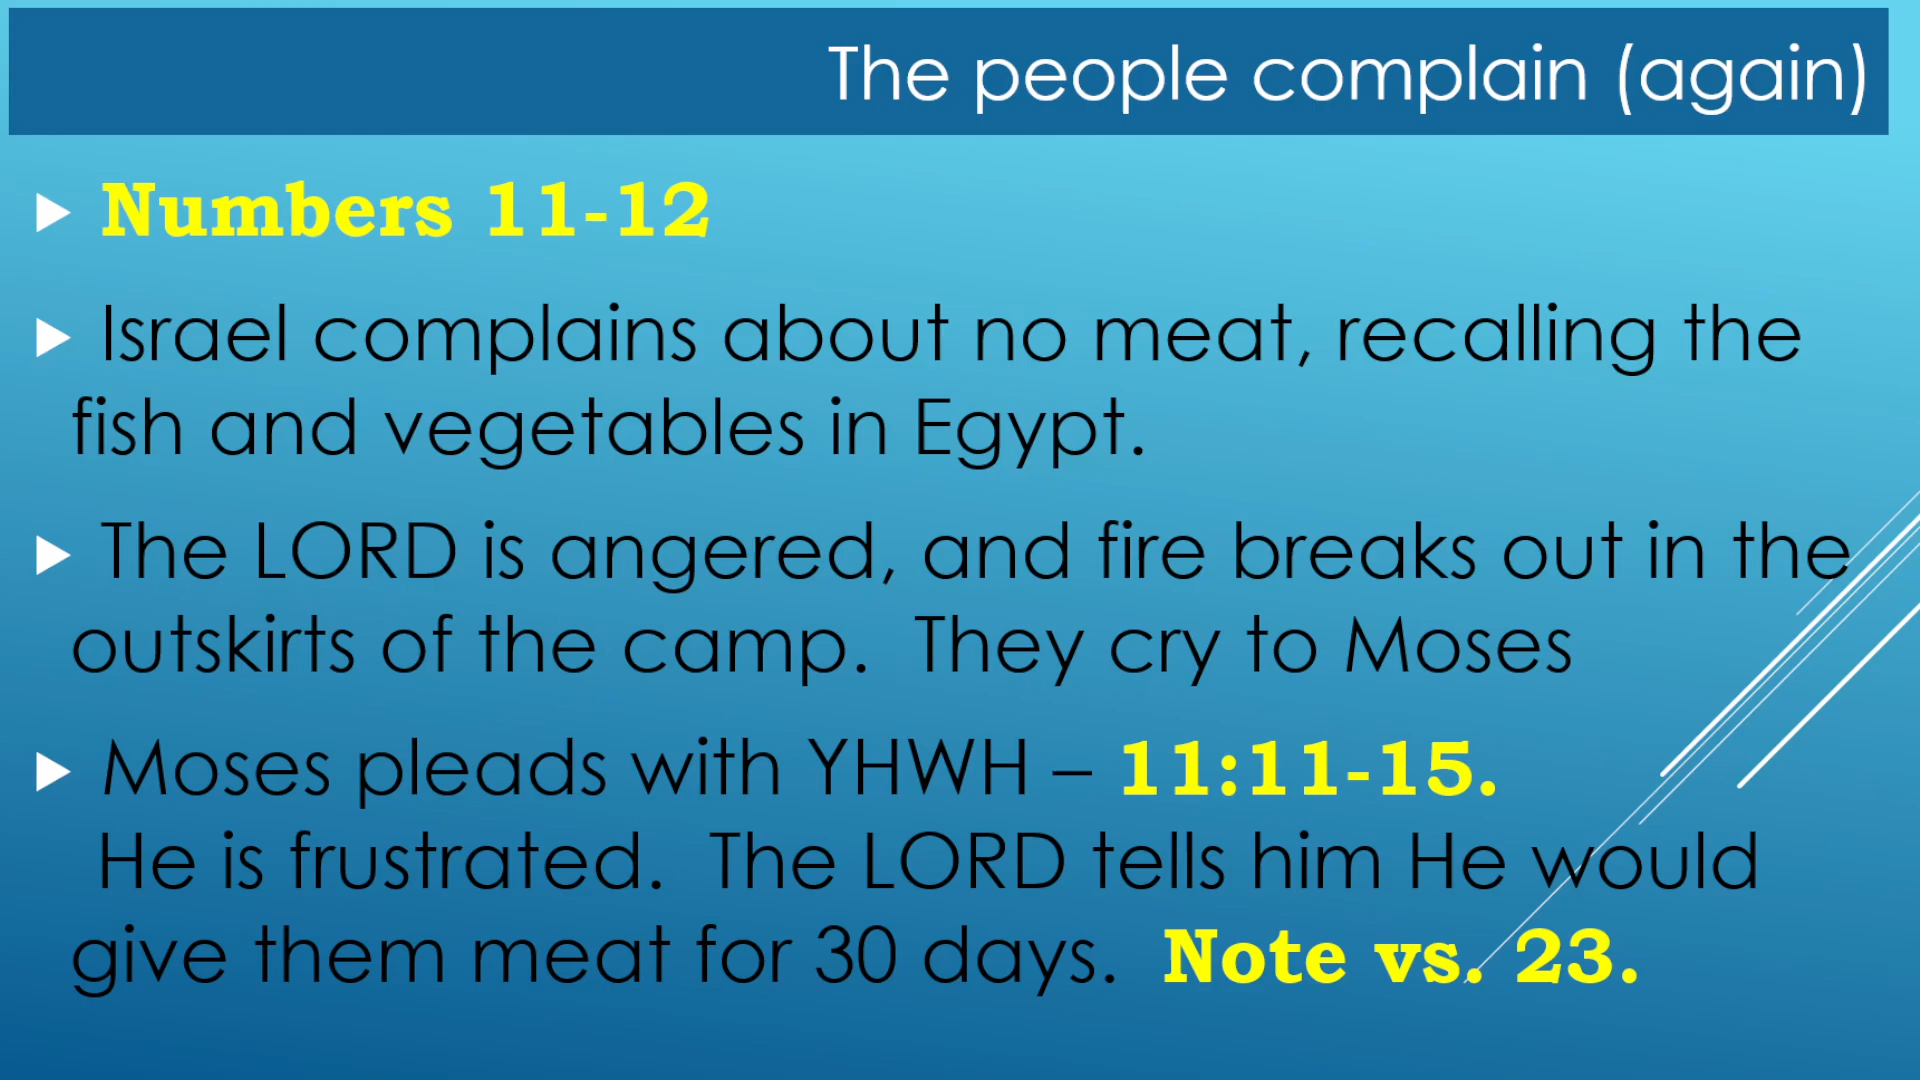 The people complain (again)
Numbers 11-12
Israel complains about no meat, recalling the
fish and vegetables in Egypt.
The LORD is angered, and fire breaks out in the
outskirts of the camp.  They cry to Moses
Moses pleads with YHWH – 11:11-15.
He is frustrated.  The LORD tells him He would
give them meat for 30 days.  Note vs. 23.